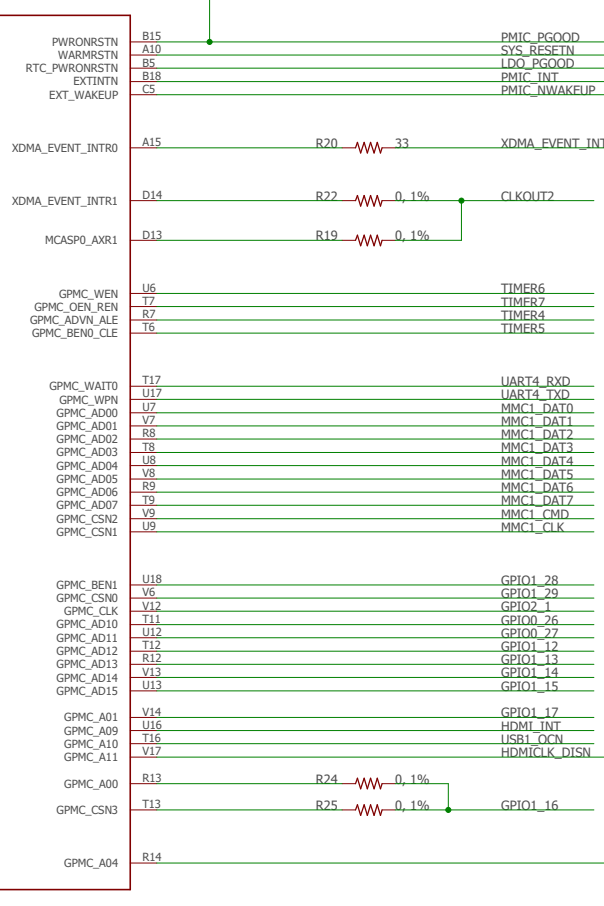 PWRONRSTN B15 PMIC_PGOOD
WARMRSTN A10 SYS_RESETN
RTC_PWRONRSTN B5 LDO_PGOOD
EXTINTN B18 PMIC_INT
EXT_WAKEUP C5 PMIC_NWAKEUP
XDMA_EVENT_INTR0 A15 R20 33 XDMA_EVENT_INT
XDMA_EVENT_INTR1 D14 R22 0, 1% CLKOUT2
MCASP0_AXR1 D13 R19 0, 1%
GPMC_WEN U6 TIMER6
GPMC_OEN_REN T7 TIMER7
GPMC_ADVN_ALE R7 TIMER4
GPMC_BEN0_CLE T6 TIMER5
GPMC_WAIT0 T17 UART4_RXD
GPMC_WPN U17 UART4_TXD
GPMC_AD00 U7 MMC1_DAT0
GPMC_AD01 V7 MMC1_DAT1
GPMC_AD02 R8 MMC1_DAT2
GPMC_AD03 T8 MMC1_DAT3
GPMC_AD04 U8 MMC1_DAT4
GPMC_AD05 V8 MMC1_DAT5
GPMC_AD06 R9 MMC1_DAT6
GPMC_AD07 T9 MMC1_DAT7
GPMC_CSN2 V9 MMC1_CMD
GPMC_CSN1 U9 MMC1_CLK
GPMC_BEN1 U18 GPIO1_28
GPMC_CSN0 V6 GPIO1_29
GPMC_CLK V12 GPIO2_1
GPMC_AD10 T11 GPIO0_26
GPMC_AD11 U12 GPIO0_27
GPMC_AD12 T12 GPIO1_12
GPMC_AD13 R12 GPIO1_13
GPMC_AD14 V13 GPIO1_14
GPMC_AD15 U13 GPIO1_15
GPMC_A01 V14 GPIO1_17
GPMC_A09 U16 HDMI_INT
GPMC_A10 T16 USB1_OCN
GPMC_A11 V17 HDMICLK_DISN
GPMC_A00 R13 R24 0, 1%
GPMC_CSN3 T13 R25 0, 1% GPIO1_16
GPMC_A04 R14